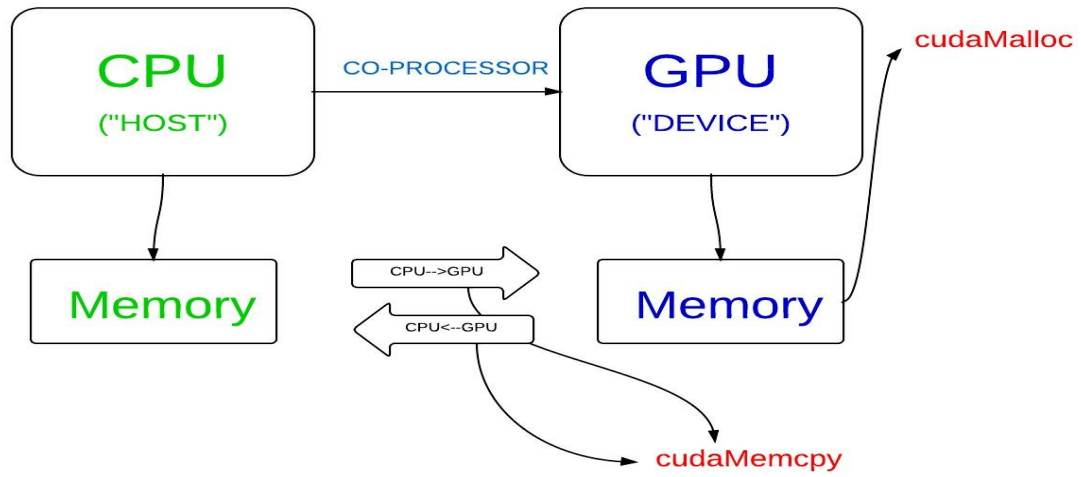 CPU
("HOST")
CO-PROCESSOR
GPU
("DEVICE")
cudaMalloc
Memory
CPU-->GPU
CPU<--GPU
Memory
cudaMemcpy